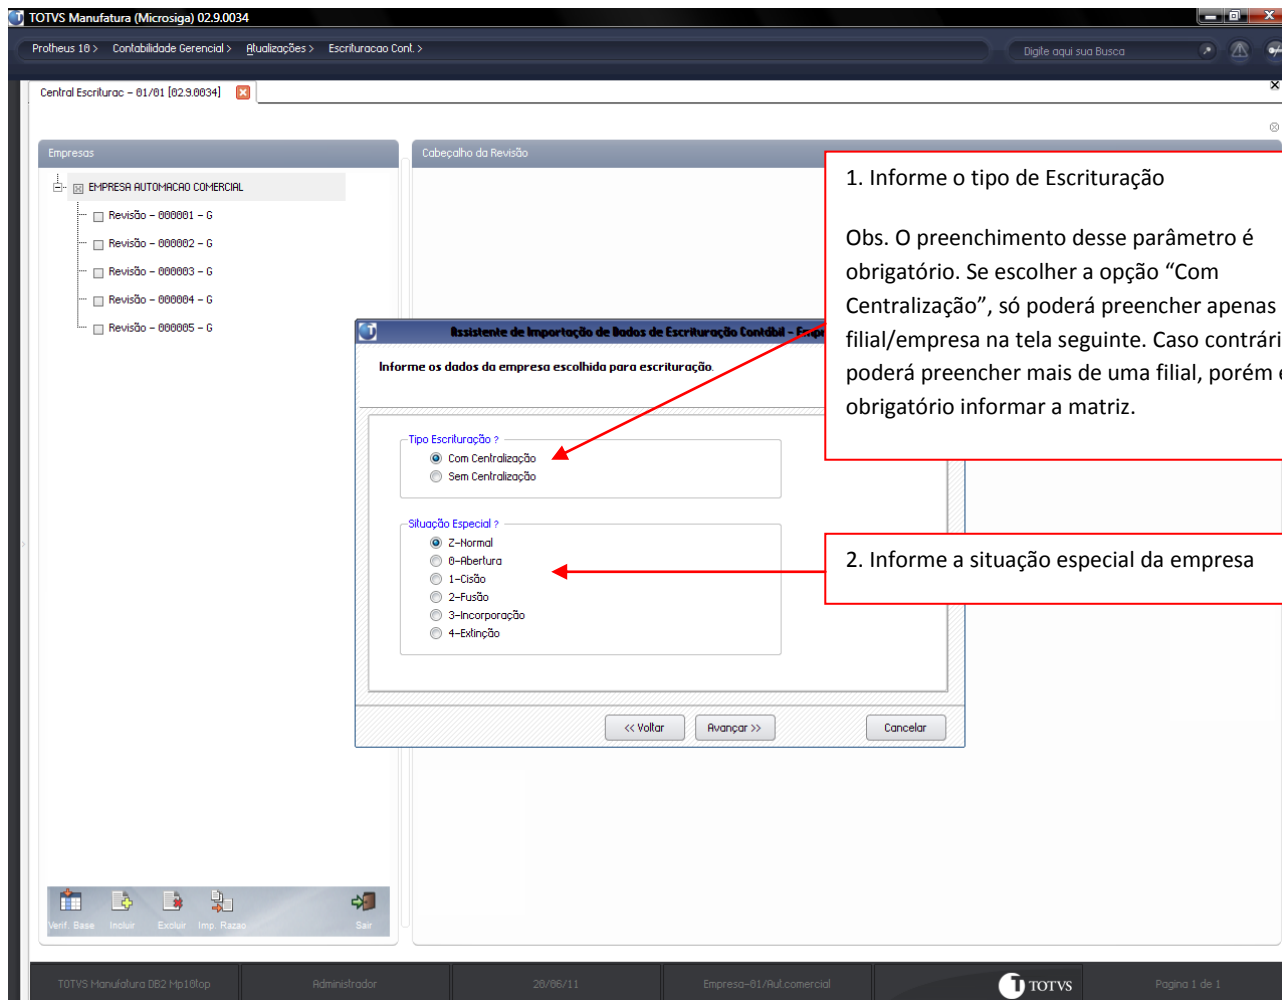 TOTVS Manufatura (Microsiga) 02.9.0034
Protheus 10 > Contabilidade Gerencial > Atualizações > Escrituracao Cont. >
Digite aqui sua Busca
Central Escriturac - 01/01 [02.9.0034]
Empresas
Cabeçalho da Revisão
EMPRESA AUTOMACAO COMERCIAL
Revisão - 000001 - G
Revisão - 000002 - G
Revisão - 000003 - G
Revisão - 000004 - G
Revisão - 000005 - G
1. Informe o tipo de Escrituração
Obs. O preenchimento desse parâmetro é
obrigatório. Se escolher a opção “Com
Centralização”, só poderá preencher apenas
filial/empresa na tela seguinte. Caso contrári
poderá preencher mais de uma filial, porém é
obrigatório informar a matriz.
Assistente de Importação de Dados de Escrituração Contábil - Empr
Informe os dados da empresa escolhida para escrituração.
Tipo Escrituração ?
Com Centralização
Sem Centralização
Situação Especial ?
Z-Normal
0-Abertura
1-Cisão
2-Fusão
3-Incorporação
4-Extinção
2. Informe a situação especial da empresa
<< Voltar
Avançar >>
Cancelar
Verif. Base
Incluir
Excluir
Imp. Razao
Sair
TOTVS Manufatura DB2 Mp10top
Administrador
20/06/11
Empresa-01/Aut.comercial
TOTVS
Pagina 1 de 1